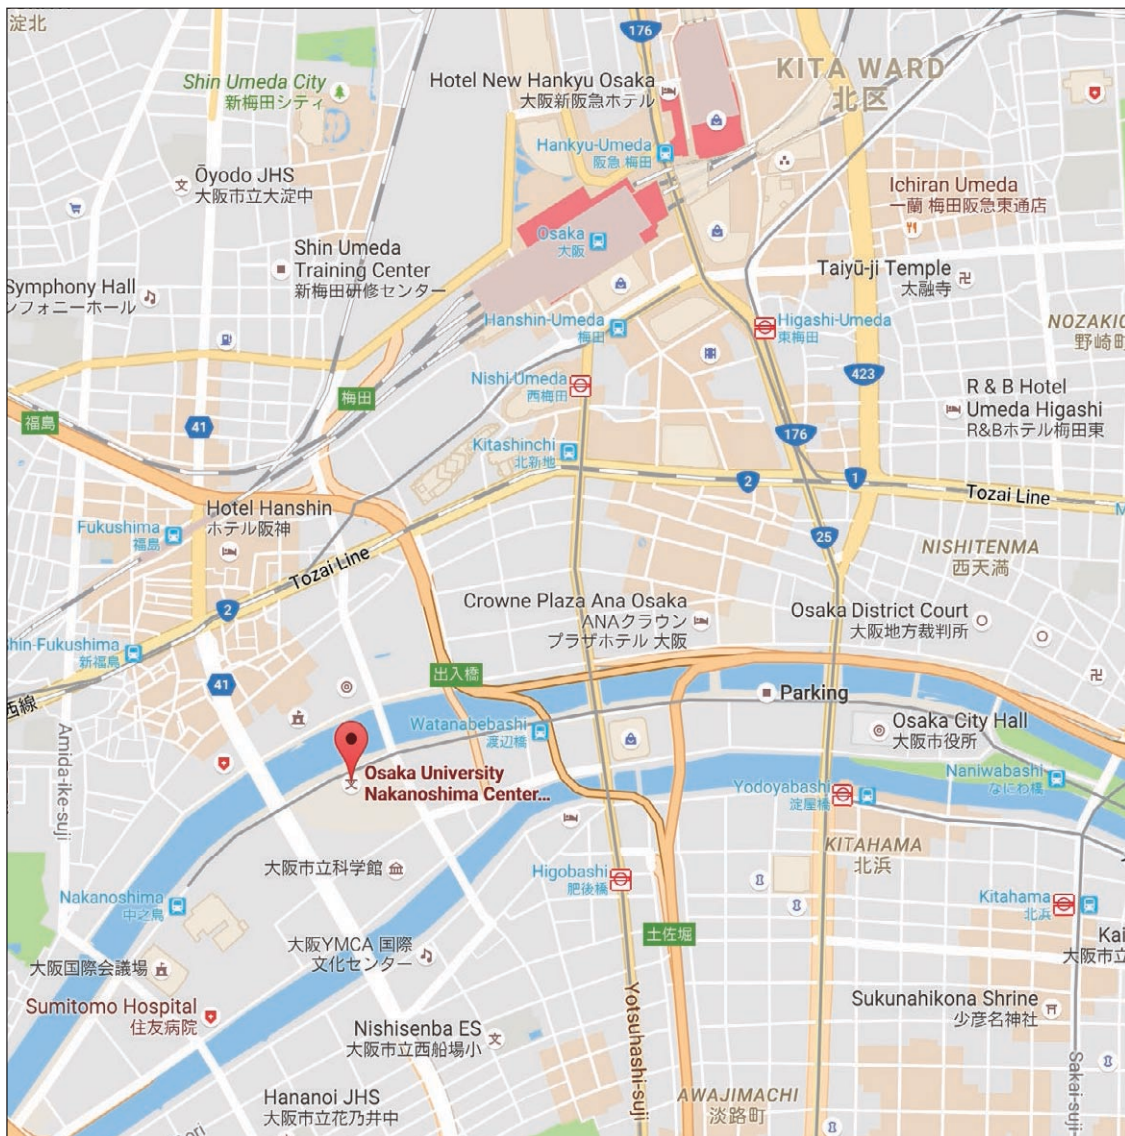 淀北
176
KITA WARD
北区
Shin Umeda City
新梅田シティ
Hotel New Hankyu Osaka
大阪新阪急ホテル
Hankyu-Umeda
阪急 梅田
Ōyodo JHS
大阪市立大淀中
Ichiran Umeda
一蘭 梅田阪急東通店
Osaka
大阪
Shin Umeda
Training Center
新梅田研修センター
Symphony Hall
ンフォニーホール
Taiyū-ji Temple
太融寺
Hanshin-Umeda
梅田
Higashi-Umeda
東梅田
NOZAKIC
野崎町
423
Nishi-Umeda
西梅田
R & B Hotel
Umeda Higashi
R&Bホテル梅田東
梅田
福島
41
176
Kitashinchi
北新地
2
1
Tozai Line
M
Hotel Hanshin
ホテル阪神
Fukushima
福島
25
NISHITENMA
西天満
Tozai Line
2
Crowne Plaza Ana Osaka
ANAクラウン
プラザホテル 大阪
Osaka District Court
大阪地方裁判所
Shin-Fukushima
新福島
出入橋
41
西線
Parking
Watanabebashi
渡辺橋
Osaka City Hall
大阪市役所
Amida-ike-suji
Osaka University
Nakanoshima Center...
Yodoyabashi
淀屋橋
Naniwabashi
なにわ橋
KITAHAMA
北浜
大阪市立科学館
Higobashi
肥後橋
Nakanoshima
中之島
Kitahama
北浜
土佐堀
Kai
大阪市立
大阪YMCA 国際
文化センター
大阪国際会議場
Sumitomo Hospital
住友病院
Yotsuhashi-suji
Sukunahikona Shrine
少彦名神社
Nishisenba ES
大阪市立西船場小
Sakai-suji
Hananoi JHS
大阪市立花乃井中
AWAJIMACHI
淡路町
ori